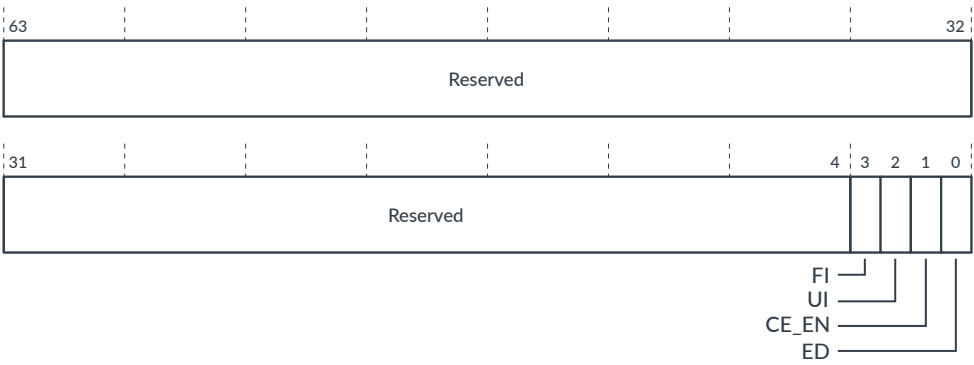 63 32
Reserved
31 4 3 2 1 0
Reserved
FI
UI
CE_EN
ED